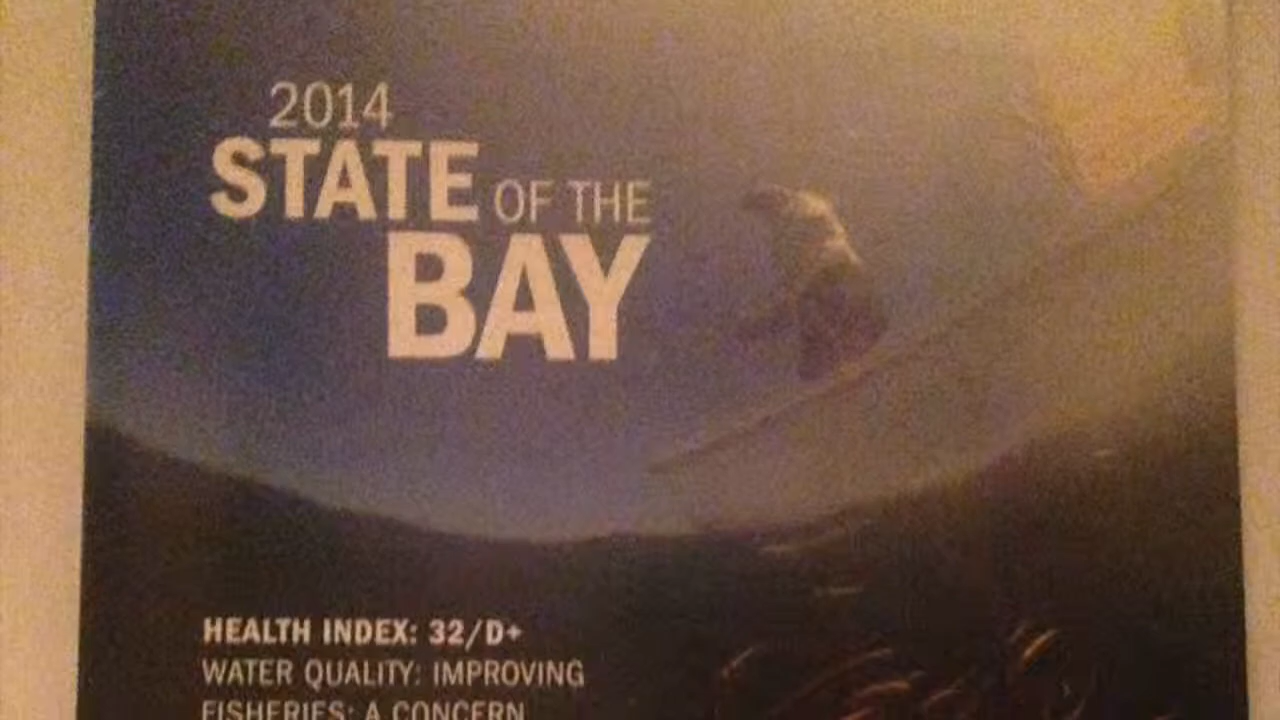 2014
STATE OF THE
BAY
HEALTH INDEX: 32/D+
WATER QUALITY: IMPROVING
FISHERIES: A CONCERN